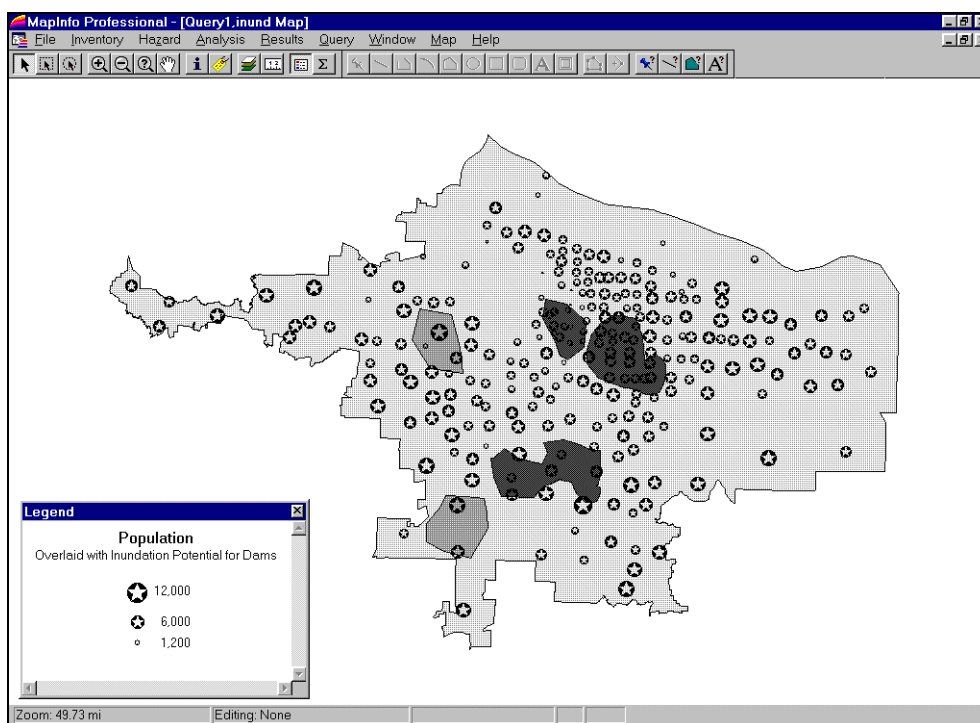 MapInfo Professional - [Query1,inund Map]
File Inventory Hazard Analysis Results Query Window Map Help
Legend
Population
Overlaid with Inundation Potential for Dams
12,000
6,000
1,200
Zoom: 49.73 mi Editing: None